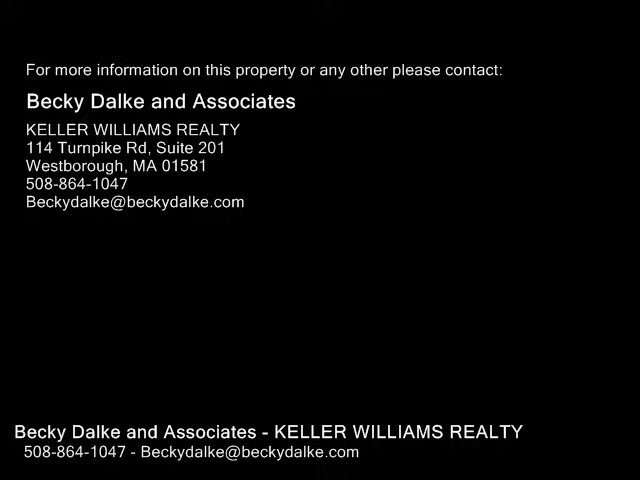 For more information on this property or any other please contact:
Becky Dalke and Associates
KELLER WILLIAMS REALTY
114 Turnpike Rd, Suite 201
Westborough, MA 01581
508-864-1047
Beckydalke@beckydalke.com
Becky Dalke and Associates - KELLER WILLIAMS REALTY
508-864-1047 - Beckydalke@beckydalke.com